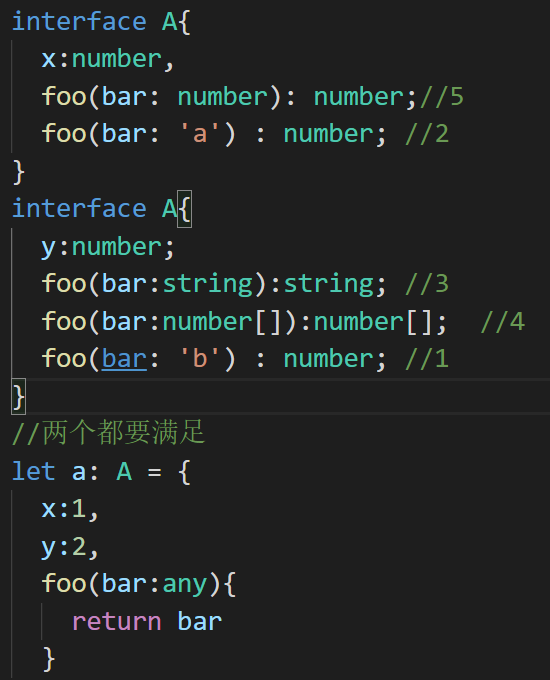 interface A{
x:number,
foo(bar: number): number;//5
foo(bar: 'a') : number; //2
}
interface A{
y:number;
foo(bar:string):string; //3
foo(bar:number[]):number[];  //4
foo(bar: 'b') : number; //1
}
//两个都要满足
let a: A = {
x:1,
y:2,
foo(bar:any){
return bar
}